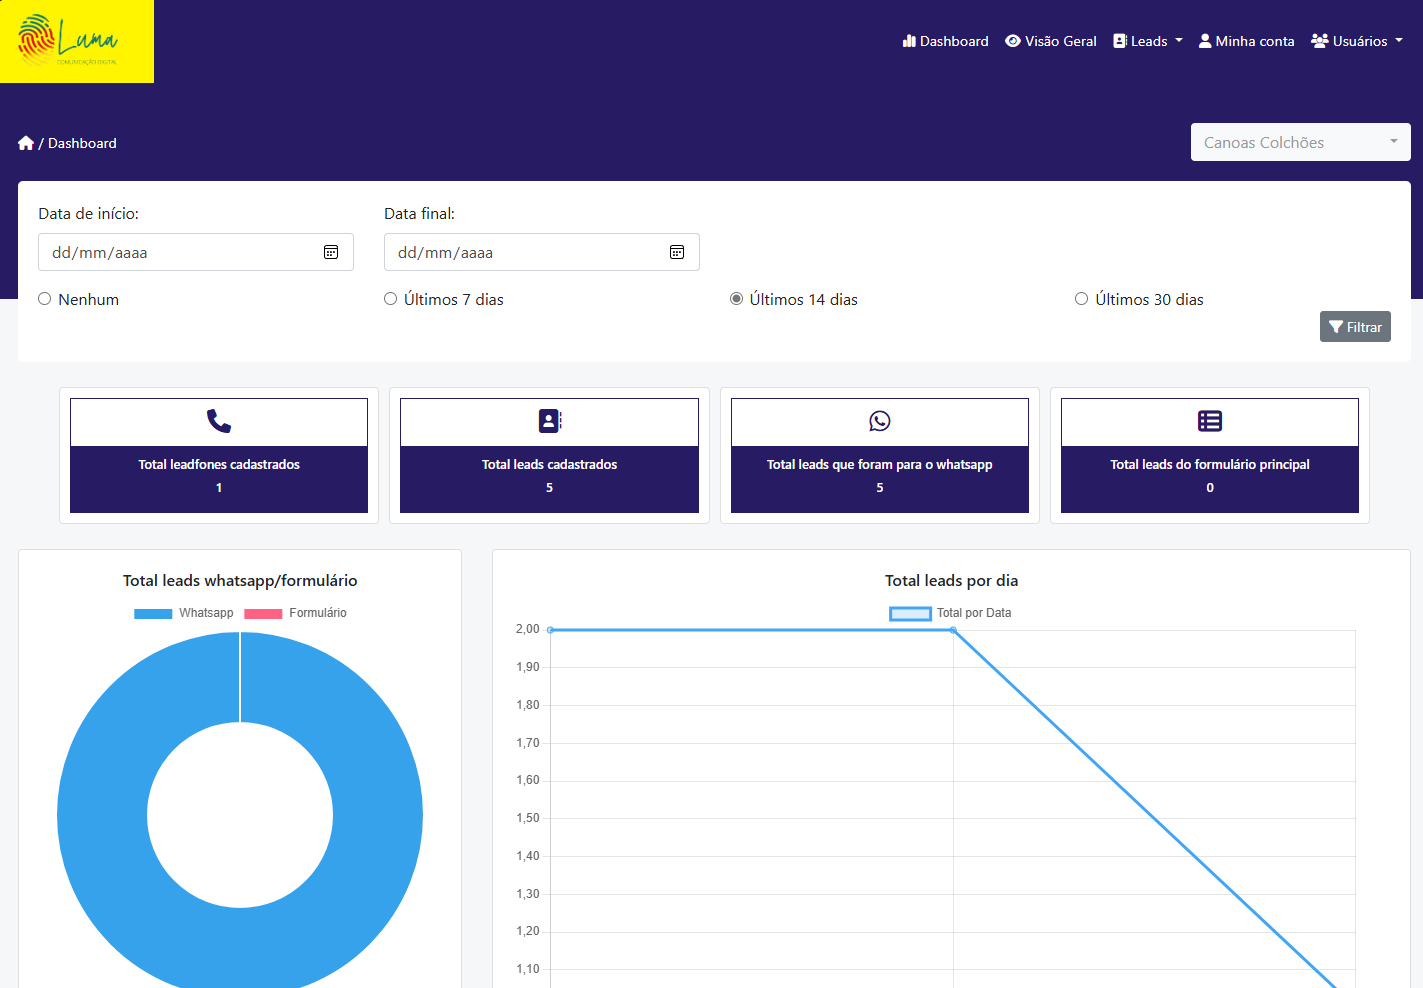 Luma
COMUNICAÇÃO DIGITAL
Dashboard Visão Geral Leads Minha conta Usuários
/ Dashboard
Canoas Colchões
Data de início: Data final:
dd/mm/aaaa dd/mm/aaaa
Nenhum Últimos 7 dias Últimos 14 dias Últimos 30 dias
Filtrar
Total leadfones cadastrados
1
Total leads cadastrados
5
Total leads que foram para o whatsapp
5
Total leads do formulário principal
0
Total leads whatsapp/formulário
Whatsapp Formulário
Total leads por dia
Total por Data
2,00
1,90
1,80
1,70
1,60
1,50
1,40
1,30
1,20
1,10